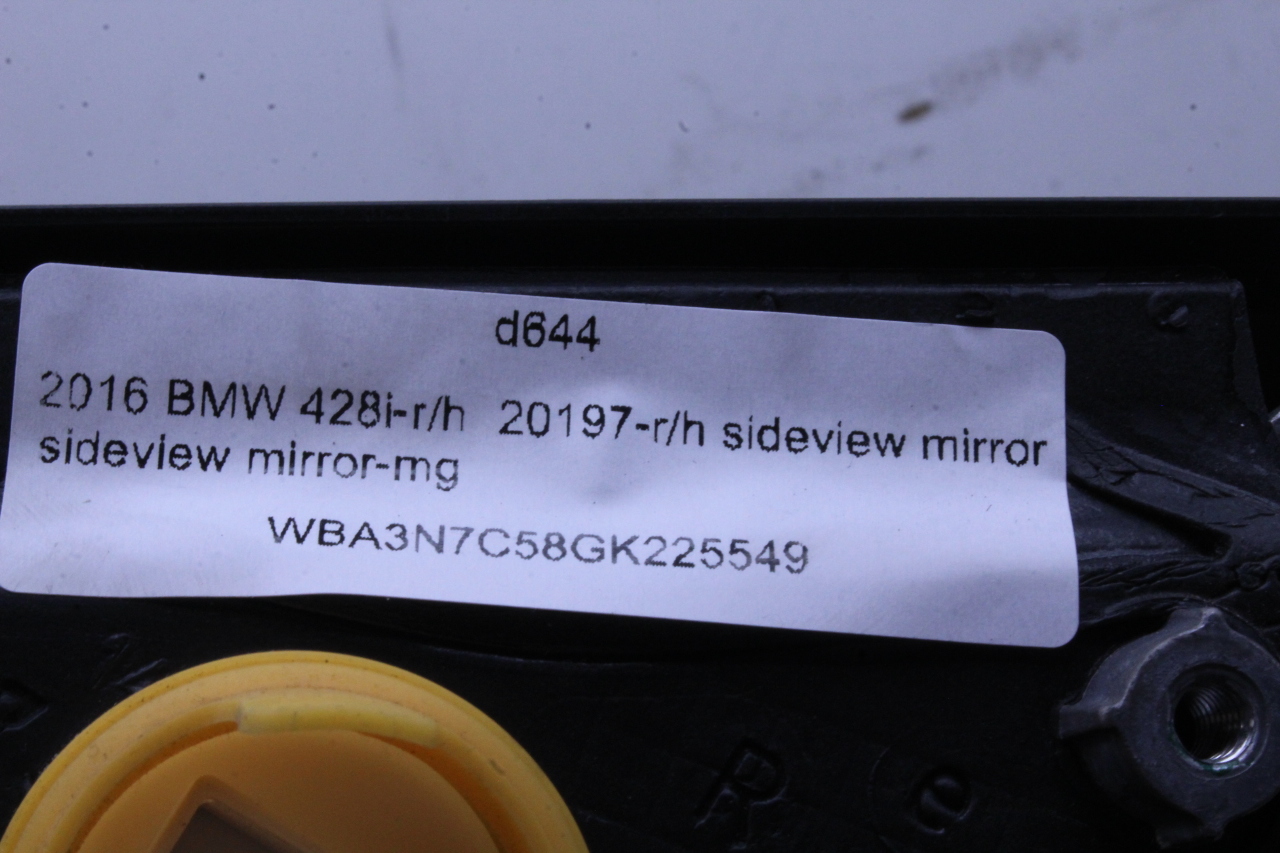 d644
2016 BMW 428i-r/h 20197-r/h sideview mirror
sideview mirror-mg
WBA3N7C58GK225549
R e